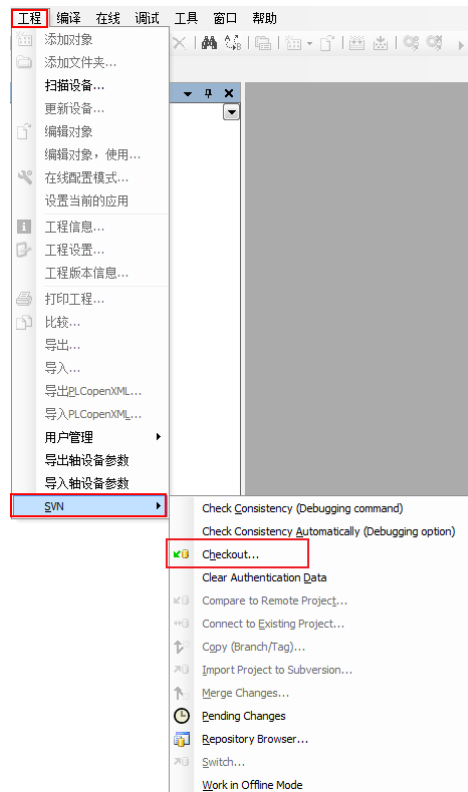 工程 编译 在线 调试 工具 窗口 帮助
添加对象
添加文件夹...
扫描设备...
更新设备...
编辑对象
编辑对象，使用...
在线配置模式...
设置当前的应用
工程信息...
工程设置...
工程版本信息...
打印工程...
比较...
导出...
导入...
导出PLCopenXML...
导入PLCopenXML...
用户管理
导出轴设备参数
导入轴设备参数
SVN
Check Consistency (Debugging command)
Check Consistency Automatically (Debugging option)
Checkout...
Clear Authentication Data
Compare to Remote Project...
Connect to Existing Project...
Copy (Branch/Tag)...
Import Project to Subversion...
Merge Changes...
Pending Changes
Repository Browser...
Switch...
Work in Offline Mode